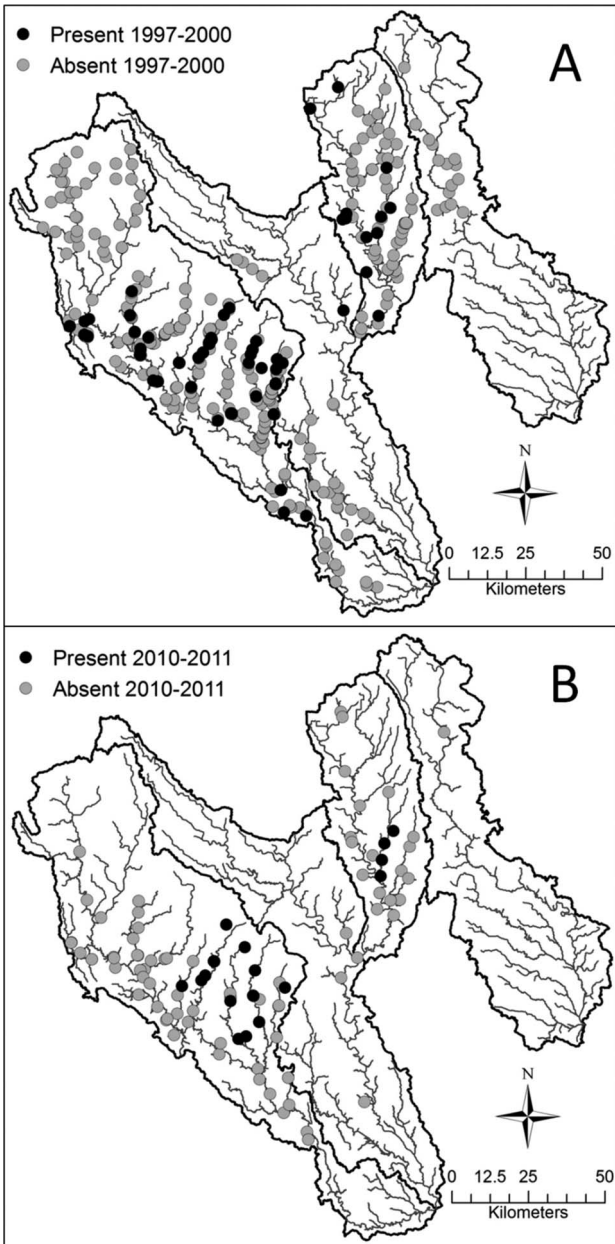 Present 1997-2000
Absent 1997-2000
A
N
0 12.5 25 50
Kilometers
Present 2010-2011
Absent 2010-2011
B
N
0 12.5 25 50
Kilometers